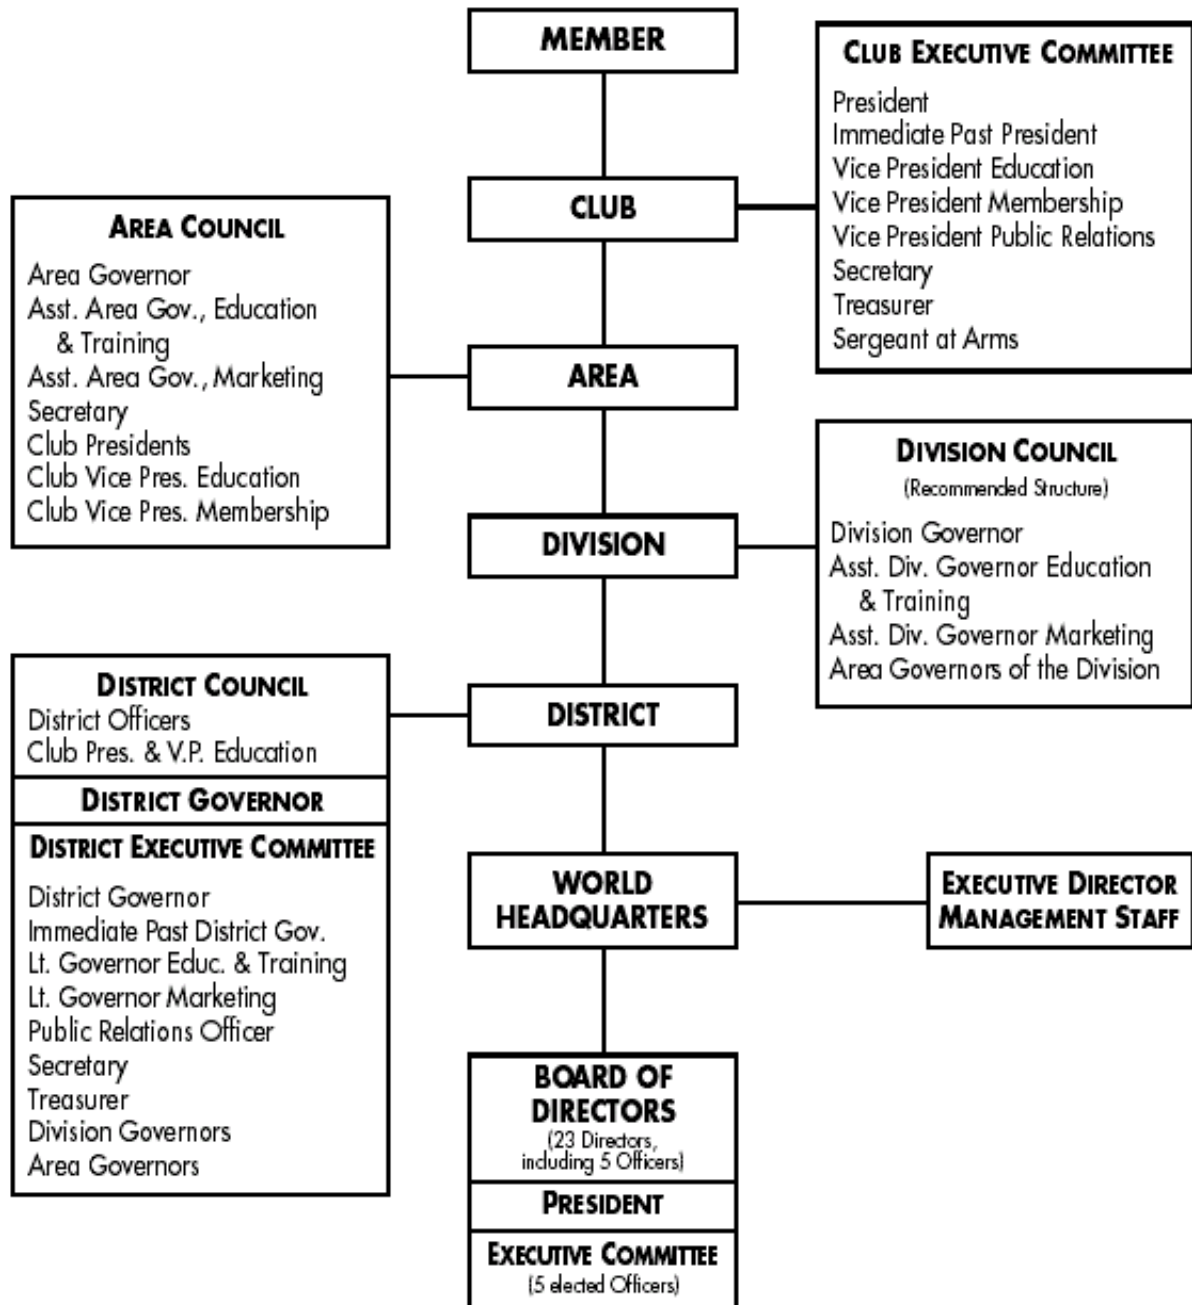 MEMBER
CLUB EXECUTIVE COMMITTEE
President
Immediate Past President
Vice President Education
Vice President Membership
Vice President Public Relations
Secretary
Treasurer
Sergeant at Arms
CLUB
AREA COUNCIL
Area Governor
Asst. Area Gov., Education
& Training
Asst. Area Gov., Marketing
Secretary
Club Presidents
Club Vice Pres. Education
Club Vice Pres. Membership
AREA
DIVISION COUNCIL
(Recommended Structure)
Division Governor
Asst. Div. Governor Education
& Training
Asst. Div. Governor Marketing
Area Governors of the Division
DIVISION
DISTRICT COUNCIL
District Officers
Club Pres. & V.P. Education
DISTRICT GOVERNOR
DISTRICT EXECUTIVE COMMITTEE
District Governor
Immediate Past District Gov.
Lt. Governor Educ. & Training
Lt. Governor Marketing
Public Relations Officer
Secretary
Treasurer
Division Governors
Area Governors
DISTRICT
WORLD
HEADQUARTERS
EXECUTIVE DIRECTOR
MANAGEMENT STAFF
BOARD OF
DIRECTORS
(23 Directors,
including 5 Officers)
PRESIDENT
EXECUTIVE COMMITTEE
(5 elected Officers)